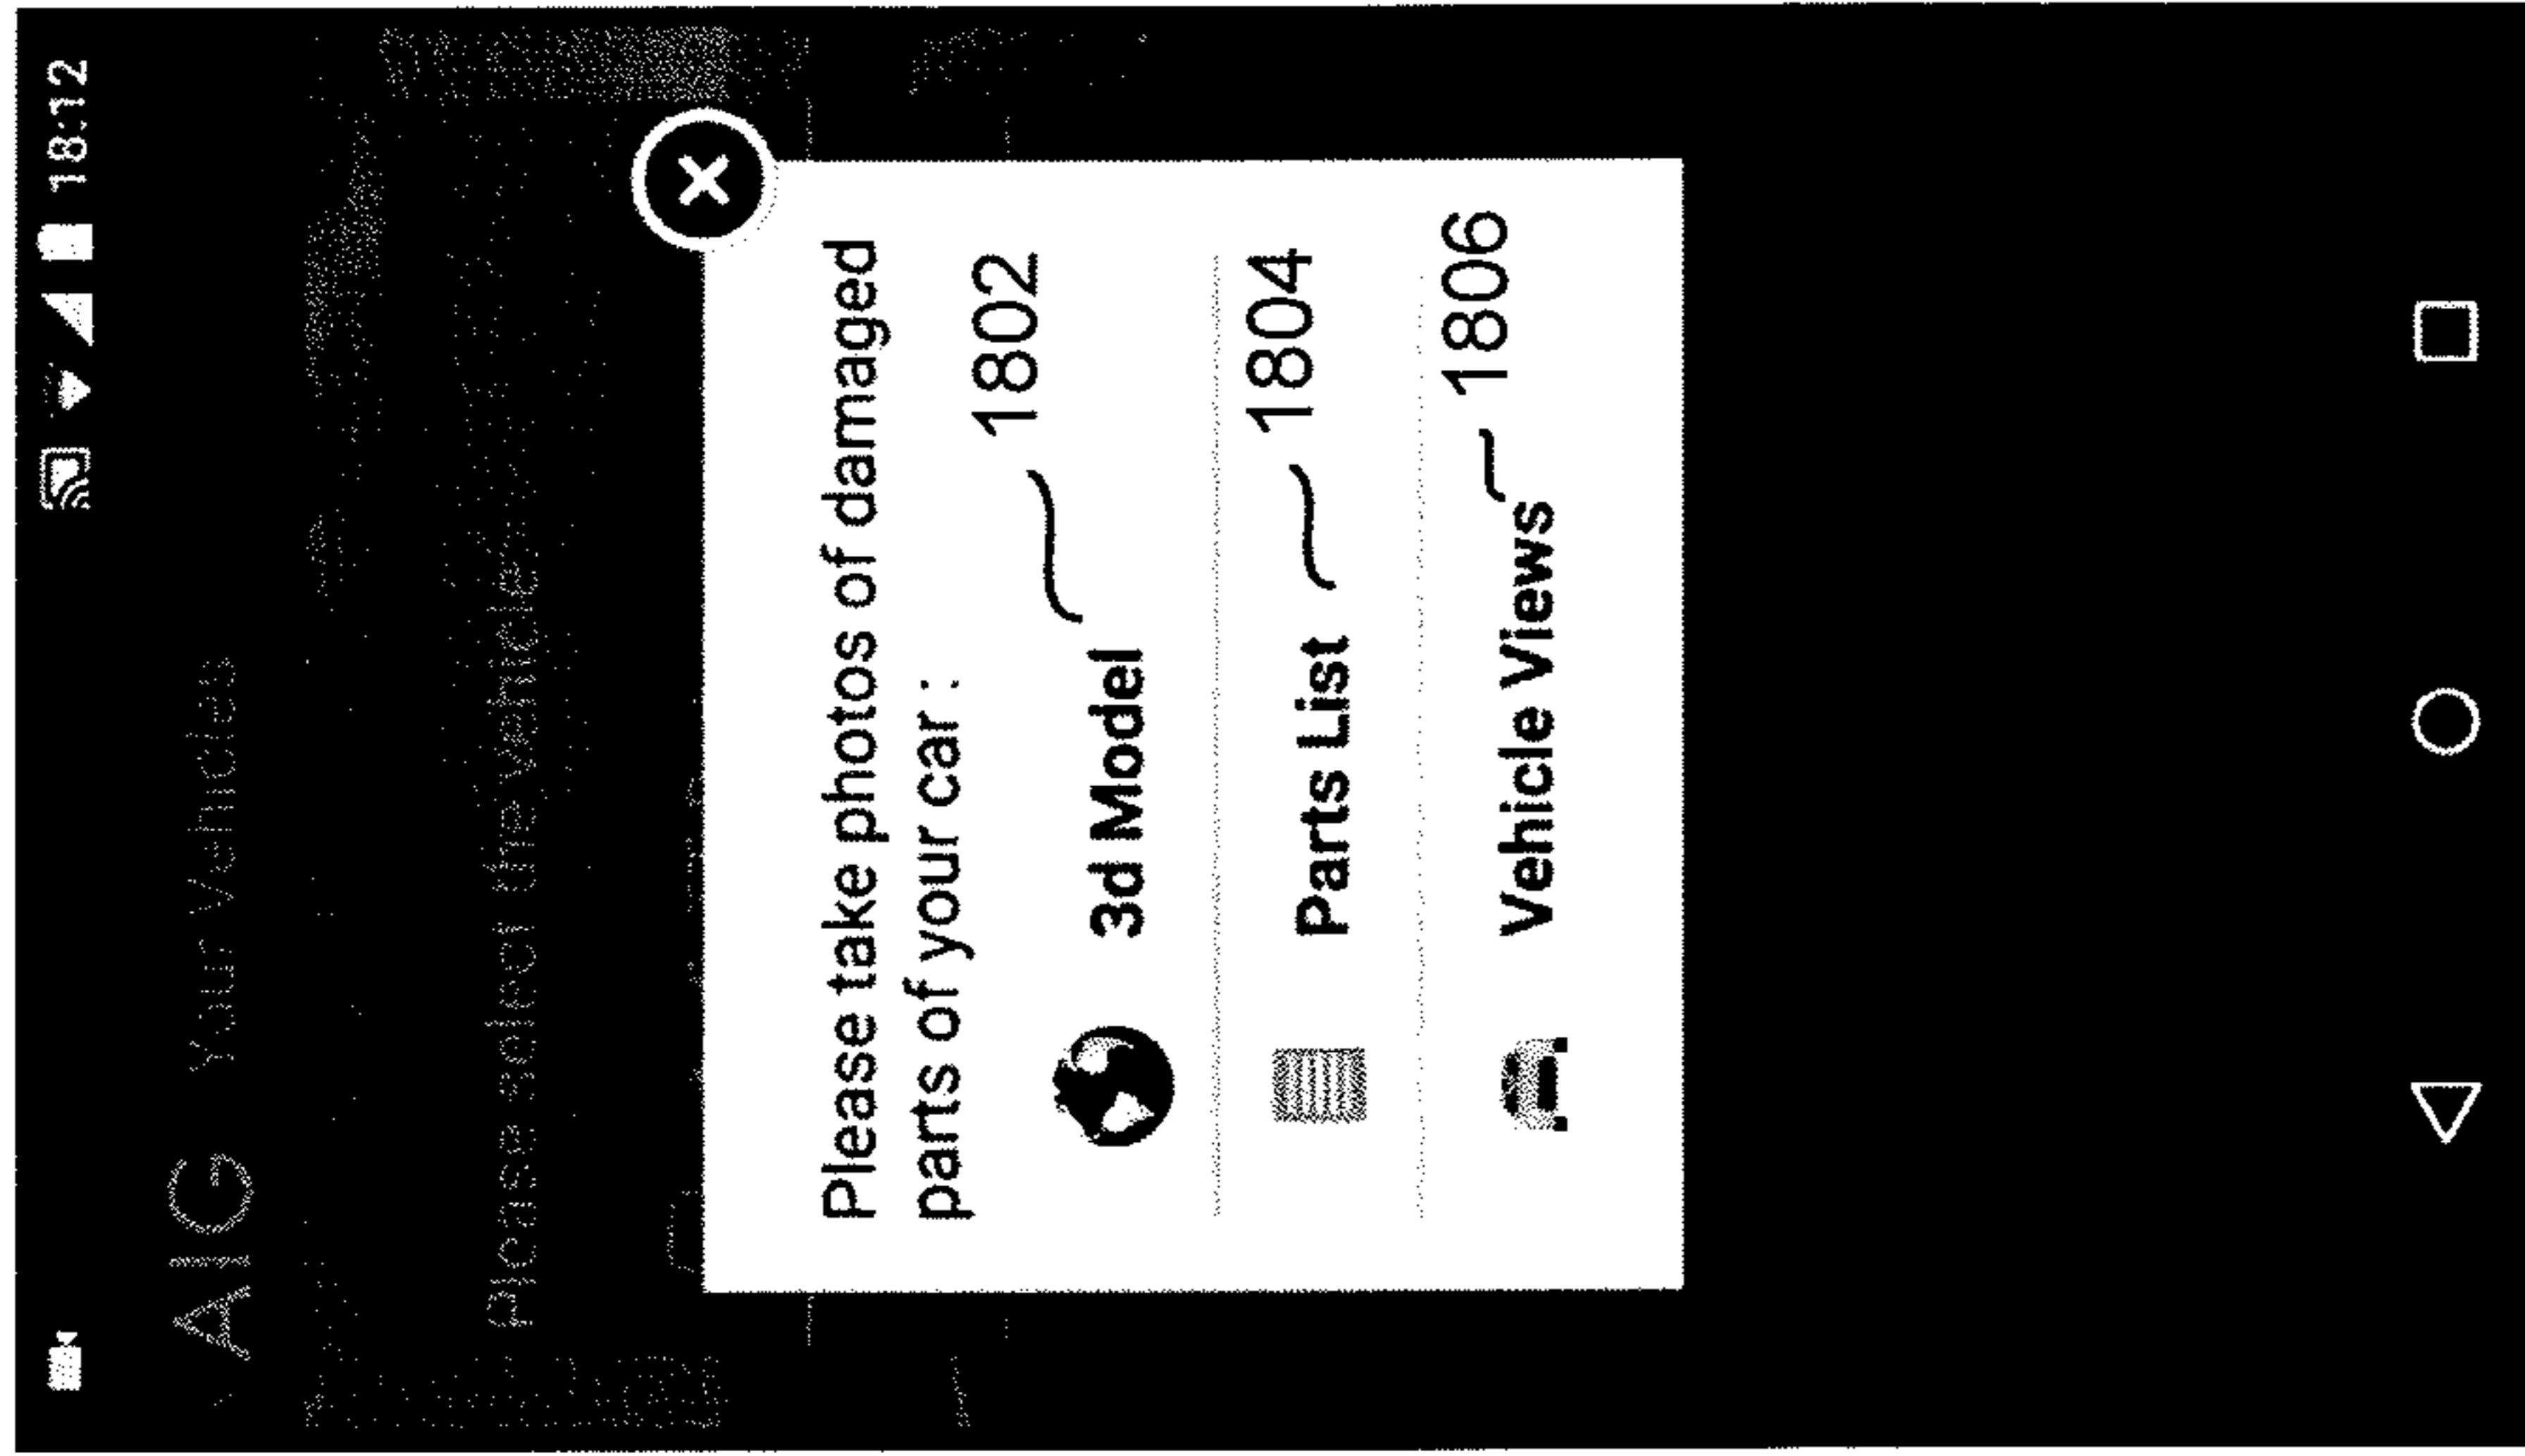 18:12
AIG Your Vehicles
Please select the vehicle
Please take photos of damaged
parts of your car :
3d Model 1802
Parts List 1804
Vehicle Views 1806